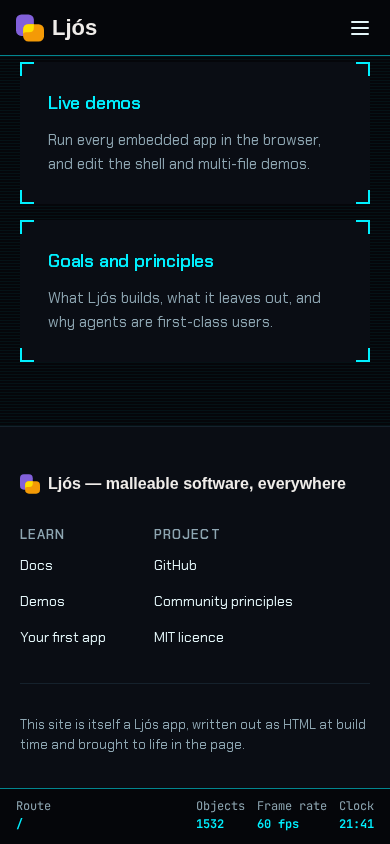 Ljós
Live demos
Run every embedded app in the browser,
and edit the shell and multi-file demos.
Goals and principles
What Ljós builds, what it leaves out, and
why agents are first-class users.
Ljós — malleable software, everywhere
LEARN
Docs
Demos
Your first app
PROJECT
GitHub
Community principles
MIT licence
This site is itself a Ljós app, written out as HTML at build
time and brought to life in the page.
Route
/
Objects
1532
Frame rate
60 fps
Clock
21:41